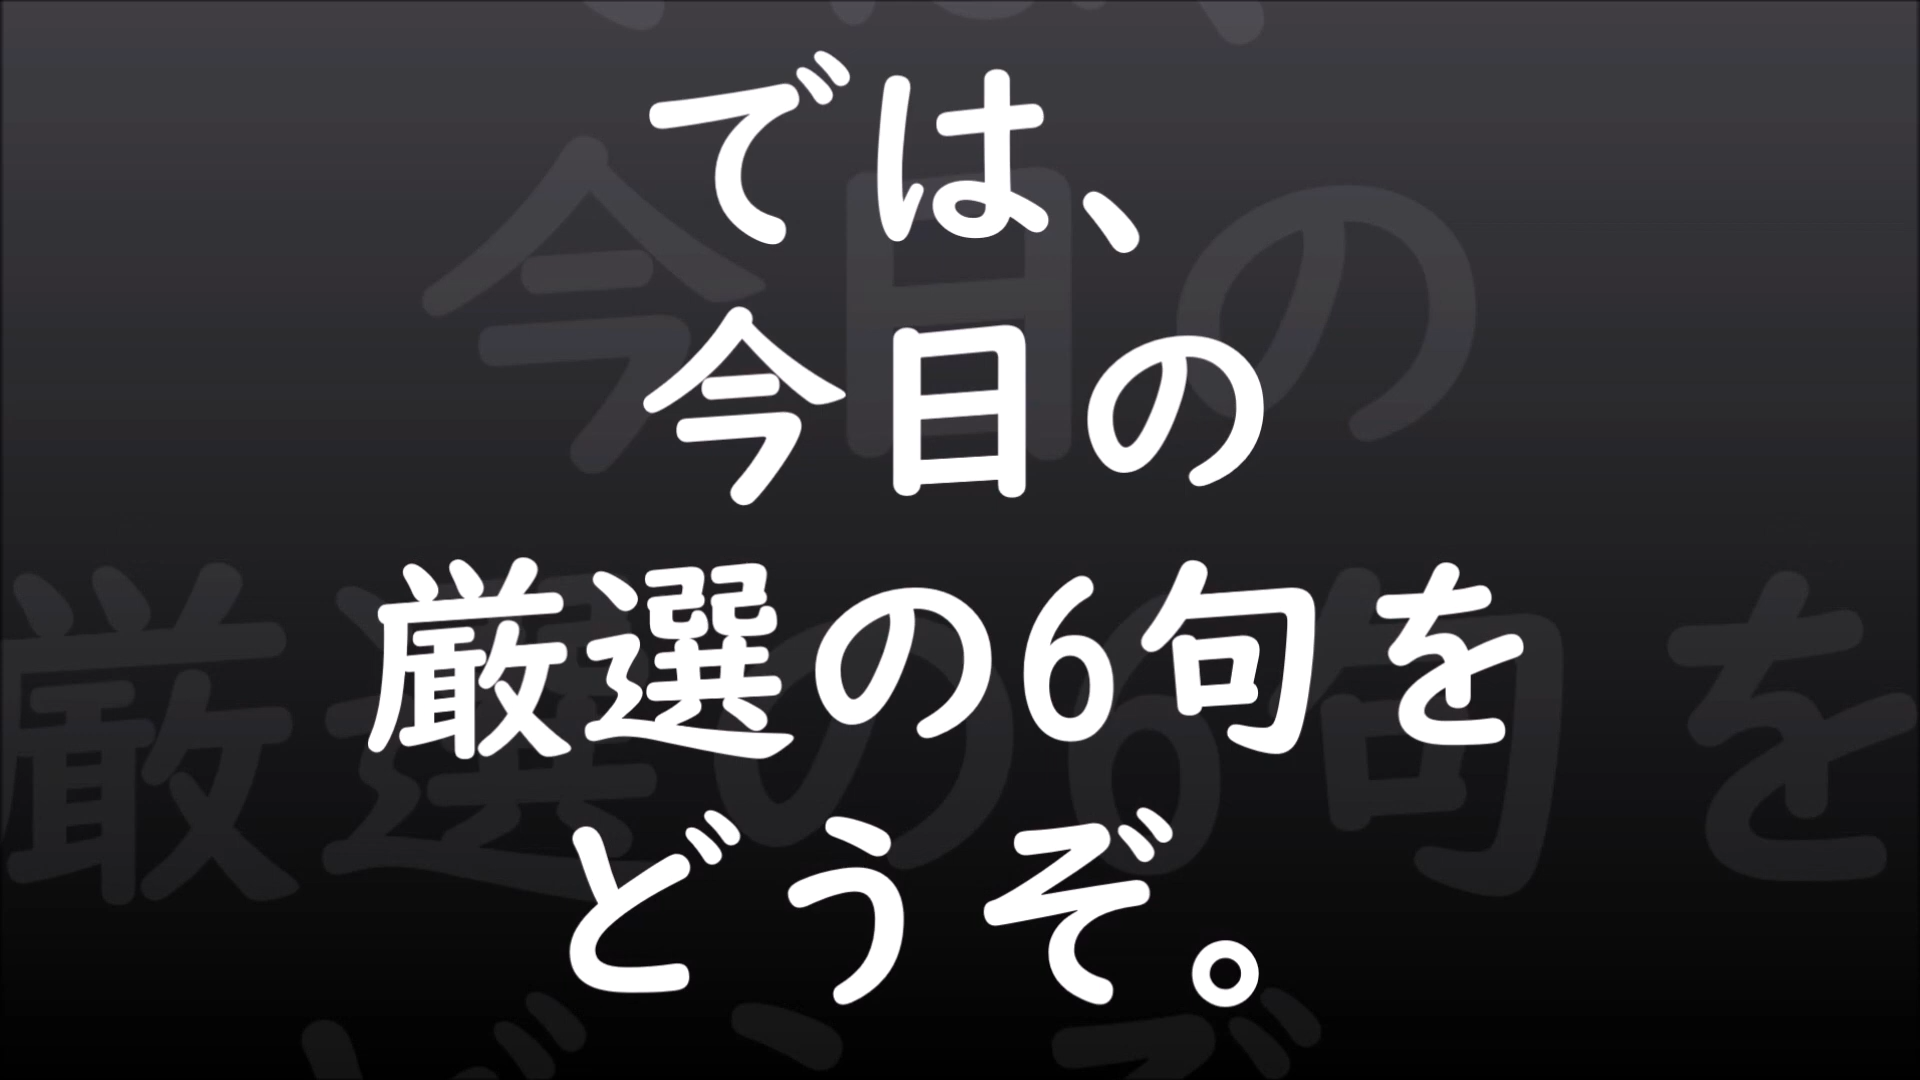 では、
今日の
厳選の6句を
どうぞ。